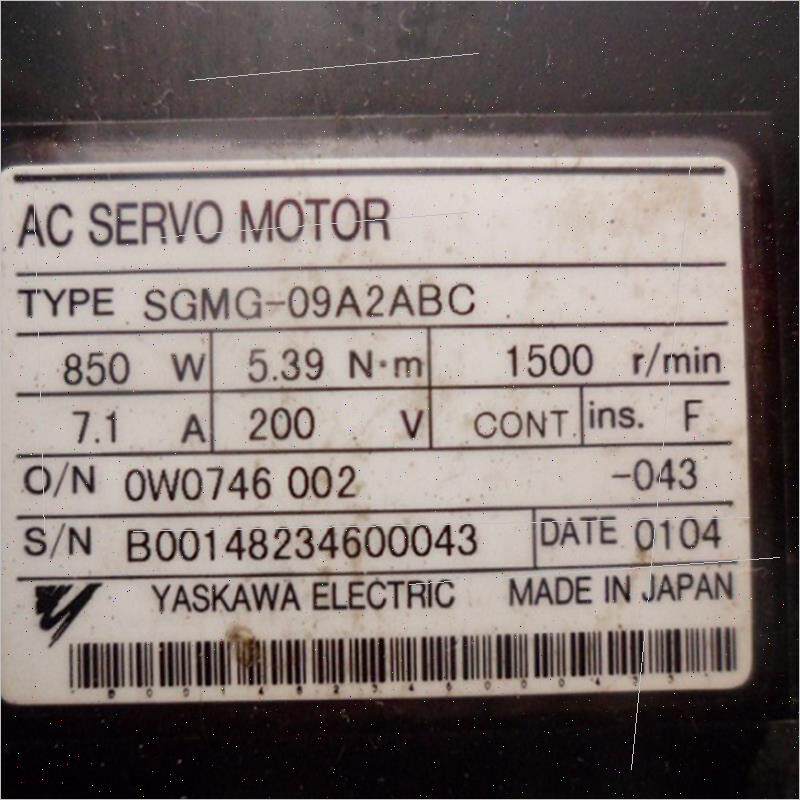 AC SERVO MOTOR
TYPE SGMG-09A2ABC
850 W 5.39 N·m 1500 r/min
7.1 A 200 V CONT. ins. F
O/N 0W0746 002 -043
S/N B00148234600043 DATE 0104
YASKAWA ELECTRIC MADE IN JAPAN